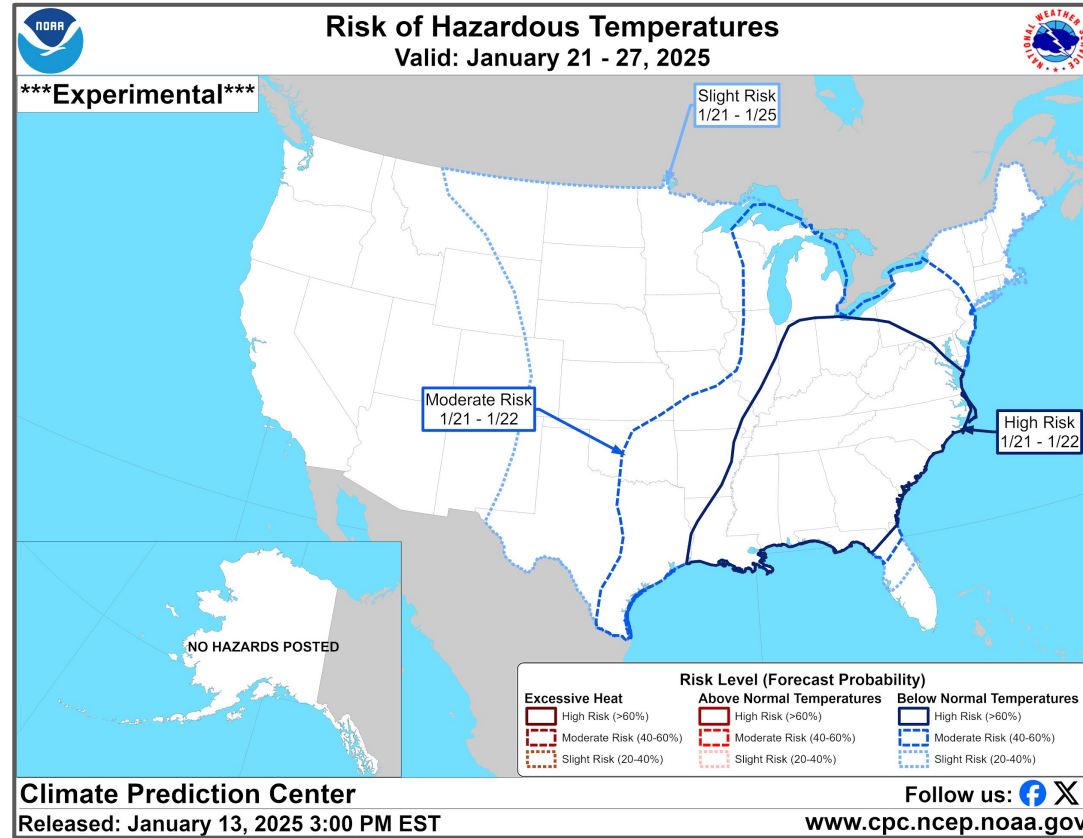 NOAA
Risk of Hazardous Temperatures
Valid: January 21 - 27, 2025
NATIONAL WEATHER SERVICE
***Experimental***
Slight Risk
1/21 - 1/25
Moderate Risk
1/21 - 1/22
High Risk
1/21 - 1/22
NO HAZARDS POSTED
Risk Level (Forecast Probability)
Excessive Heat
High Risk (>60%)
Moderate Risk (40-60%)
Slight Risk (20-40%)
Above Normal Temperatures
High Risk (>60%)
Moderate Risk (40-60%)
Slight Risk (20-40%)
Below Normal Temperatures
High Risk (>60%)
Moderate Risk (40-60%)
Slight Risk (20-40%)
Climate Prediction Center
Follow us:
Released: January 13, 2025 3:00 PM EST
www.cpc.ncep.noaa.gov